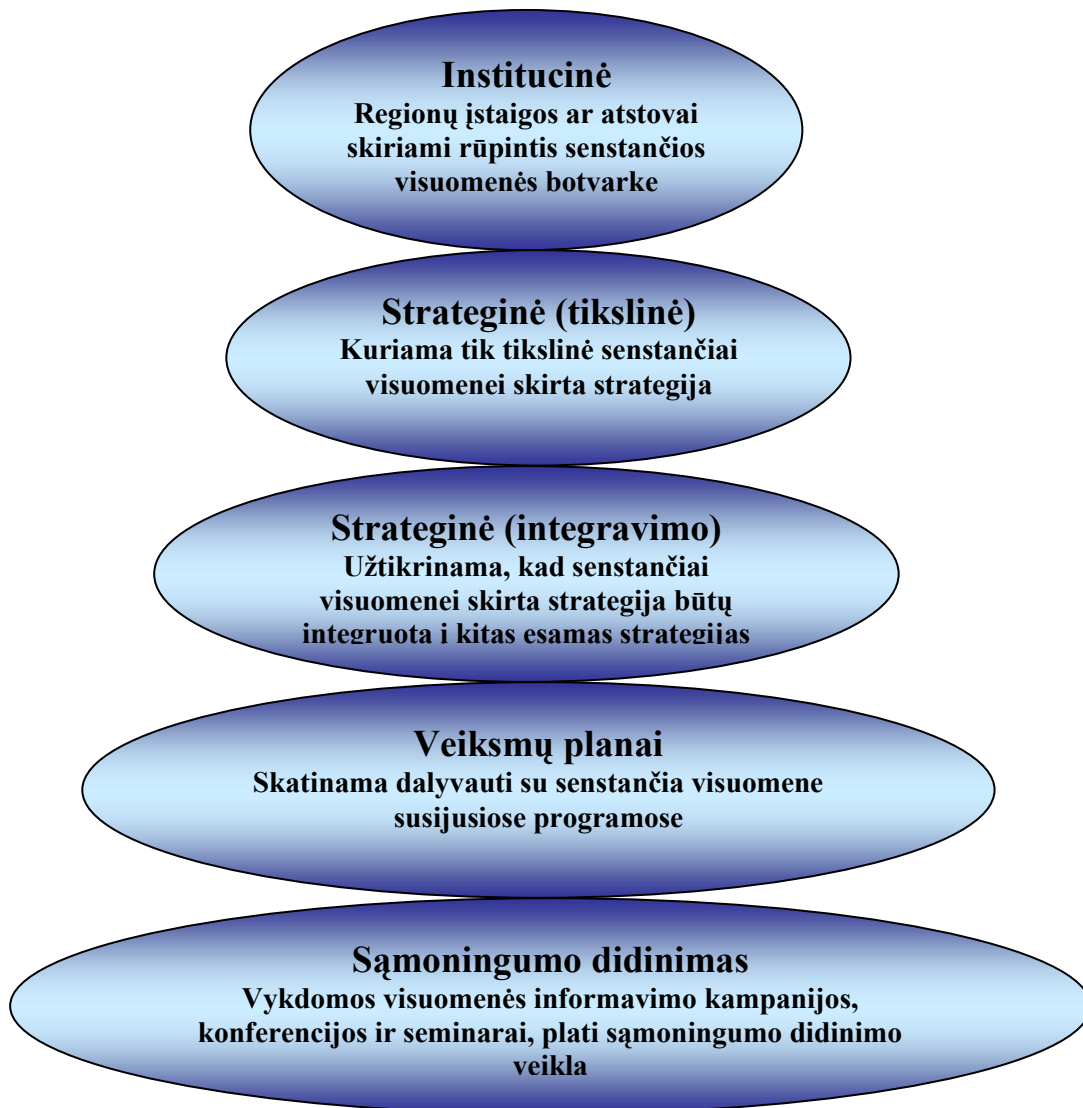 Institucinė
Regionų įstaigos ar atstovai
skiriami rūpintis senstančios
visuomenės botvarke
Strateginė (tikslinė)
Kuriama tik tikslinė senstančiai
visuomenei skirta strategija
Strateginė (integravimo)
Užtikrinama, kad senstančiai
visuomenei skirta strategija būtų
integruota į kitas esamas strategijas
Veiksmų planai
Skatinama dalyvauti su senstančia visuomene
susijusiose programose
Sąmoningumo didinimas
Vykdomos visuomenės informavimo kampanijos,
konferencijos ir seminarai, plati sąmoningumo didinimo
veikla